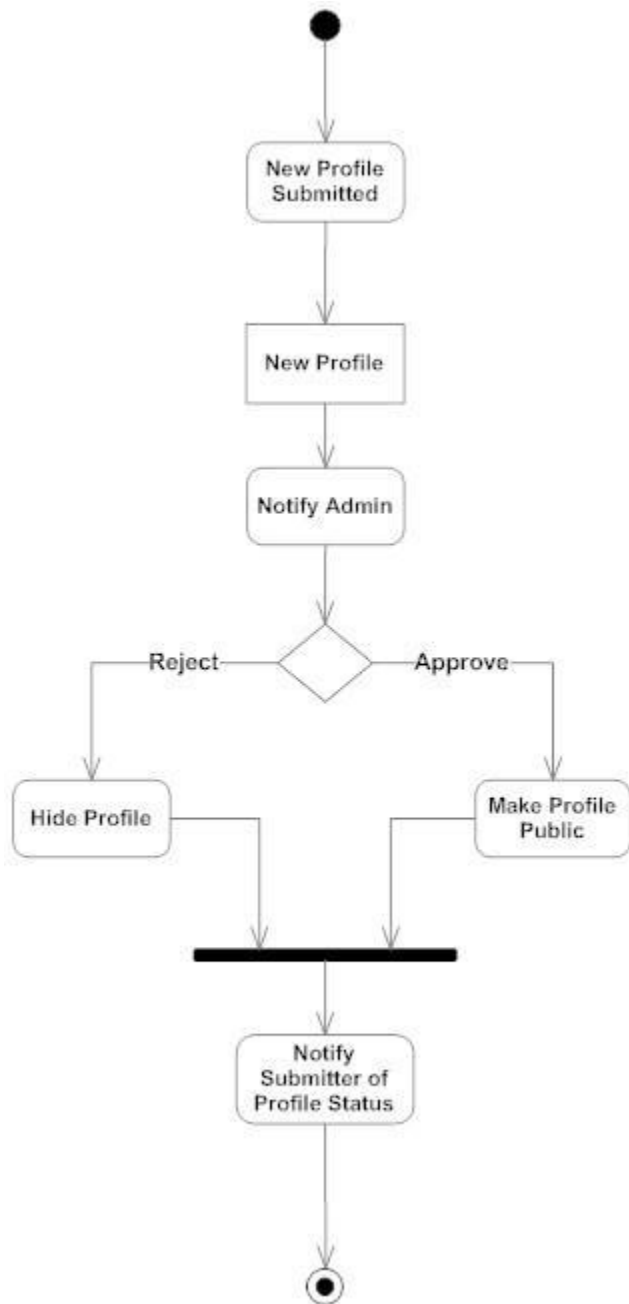 New Profile
Submitted
New Profile
Notify Admin
Reject
Approve
Hide Profile
Make Profile
Public
Notify
Submitter of
Profile Status